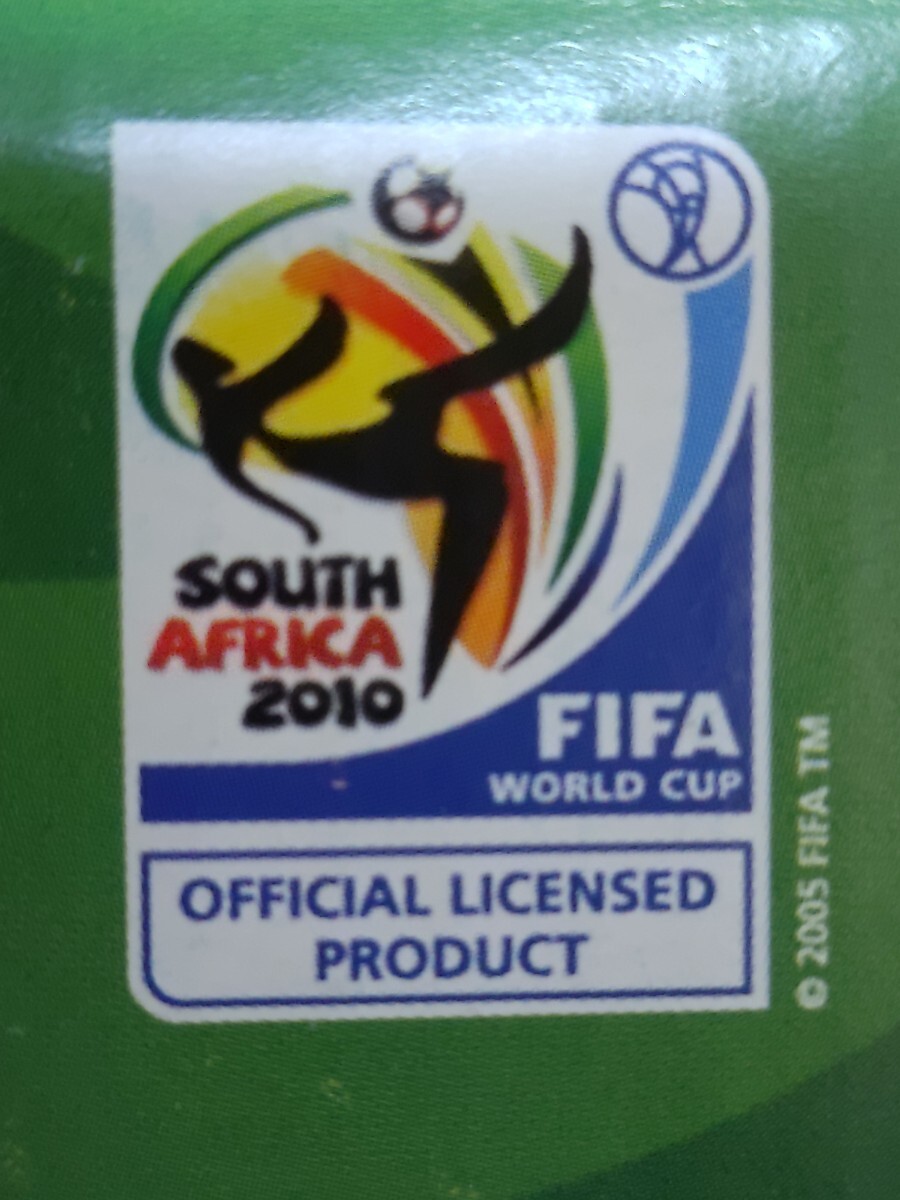 SOUTH
AFRICA
2010
FIFA
WORLD CUP
OFFICIAL LICENSED
PRODUCT
© 2005 FIFA TM